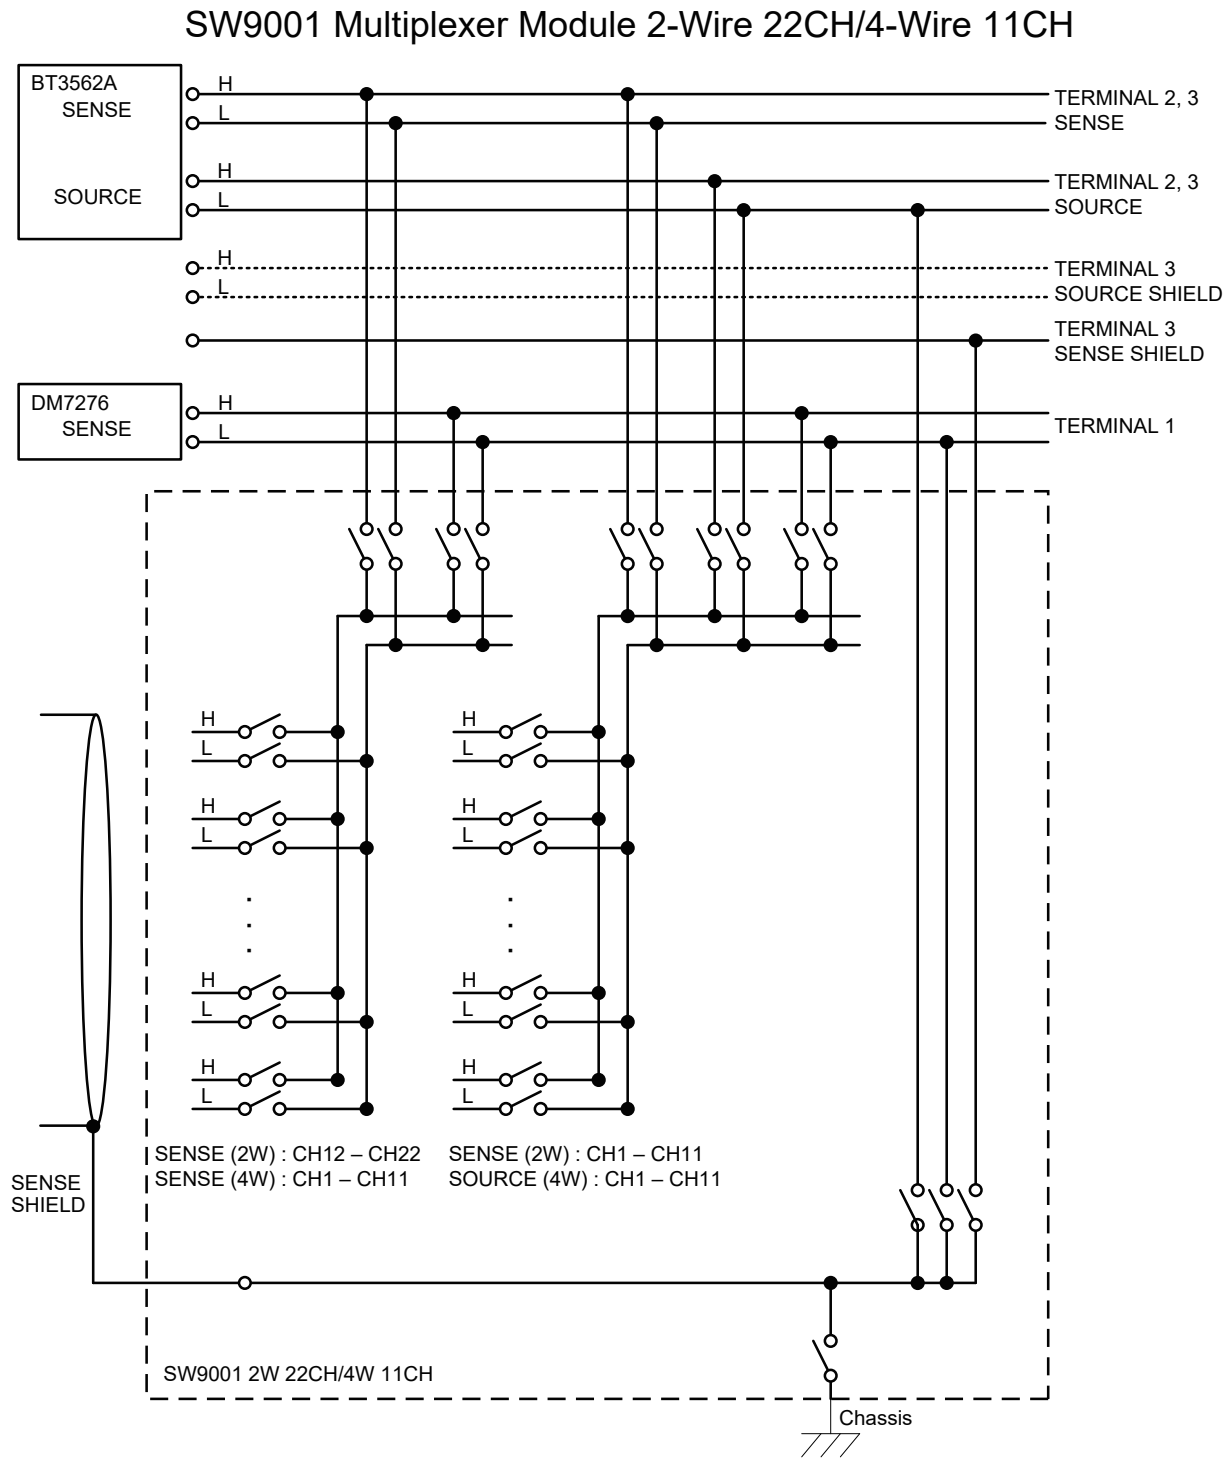 SW9001 Multiplexer Module 2-Wire 22CH/4-Wire 11CH
BT3562A
SENSE
SOURCE
H
L
H
L
H
L
TERMINAL 2, 3
SENSE
TERMINAL 2, 3
SOURCE
TERMINAL 3
SOURCE SHIELD
TERMINAL 3
SENSE SHIELD
DM7276
SENSE
H
L
TERMINAL 1
H
L
H
L
H
L
H
L
H
L
H
L
H
L
H
L
SENSE (2W) : CH12 – CH22
SENSE (4W) : CH1 – CH11
SENSE (2W) : CH1 – CH11
SOURCE (4W) : CH1 – CH11
SENSE
SHIELD
SW9001 2W 22CH/4W 11CH
Chassis